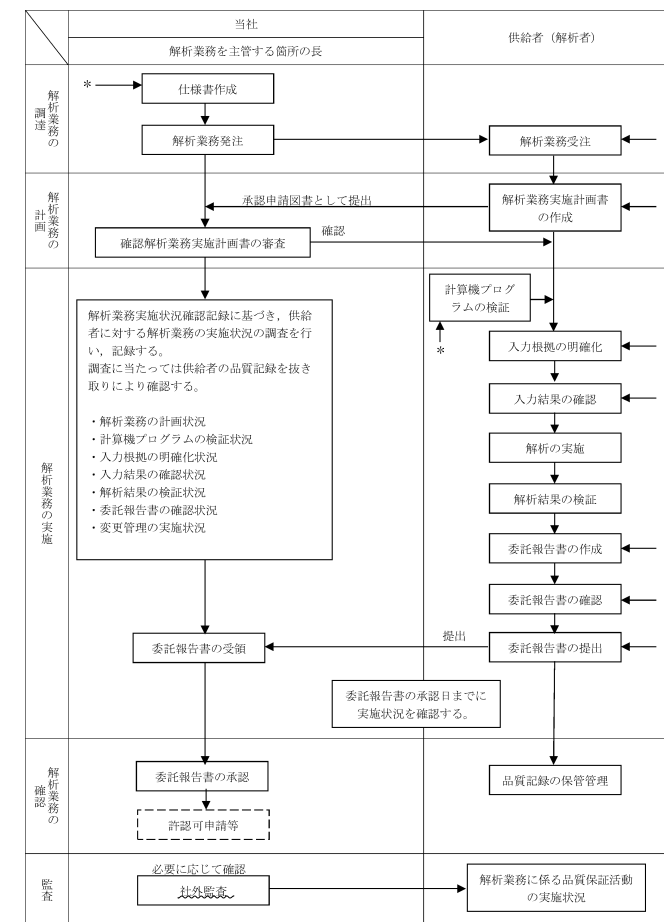 当社
解析業務を主管する箇所の長
供給者（解析者）
解析業務の
調達
＊
仕様書作成
解析業務発注
解析業務受注
解析業務の
計画
承認申請図書として提出
解析業務実施計画書
の作成
確認解析業務実施計画書の審査
確認
解析業務の実施
解析業務実施状況確認記録に基づき，供給
者に対する解析業務の実施状況の調査を行
い，記録する。
調査に当たっては供給者の品質記録を抜き
取りにより確認する。
・解析業務の計画状況
・計算機プログラムの検証状況
・入力根拠の明確化状況
・入力結果の確認状況
・解析結果の検証状況
・委託報告書の確認状況
・変更管理の実施状況
計算機プログ
ラムの検証
＊
入力根拠の明確化
入力結果の確認
解析の実施
解析結果の検証
委託報告書の作成
委託報告書の確認
委託報告書の受領
提出
委託報告書の提出
委託報告書の承認日までに
実施状況を確認する。
解析業務の
確認
委託報告書の承認
品質記録の保管管理
許認可申請等
監査
必要に応じて確認
社外監査
解析業務に係る品質保証活動
の実施状況